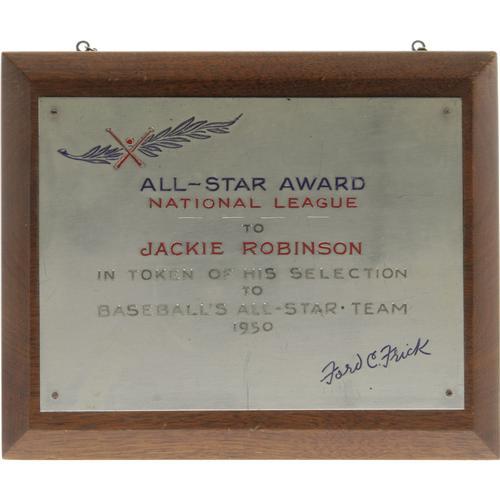 ALL-STAR AWARD
NATIONAL LEAGUE
TO
JACKIE ROBINSON
IN TOKEN OF HIS SELECTION
TO
BASEBALL'S ALL-STAR·TEAM
1950
Ford C. Frick